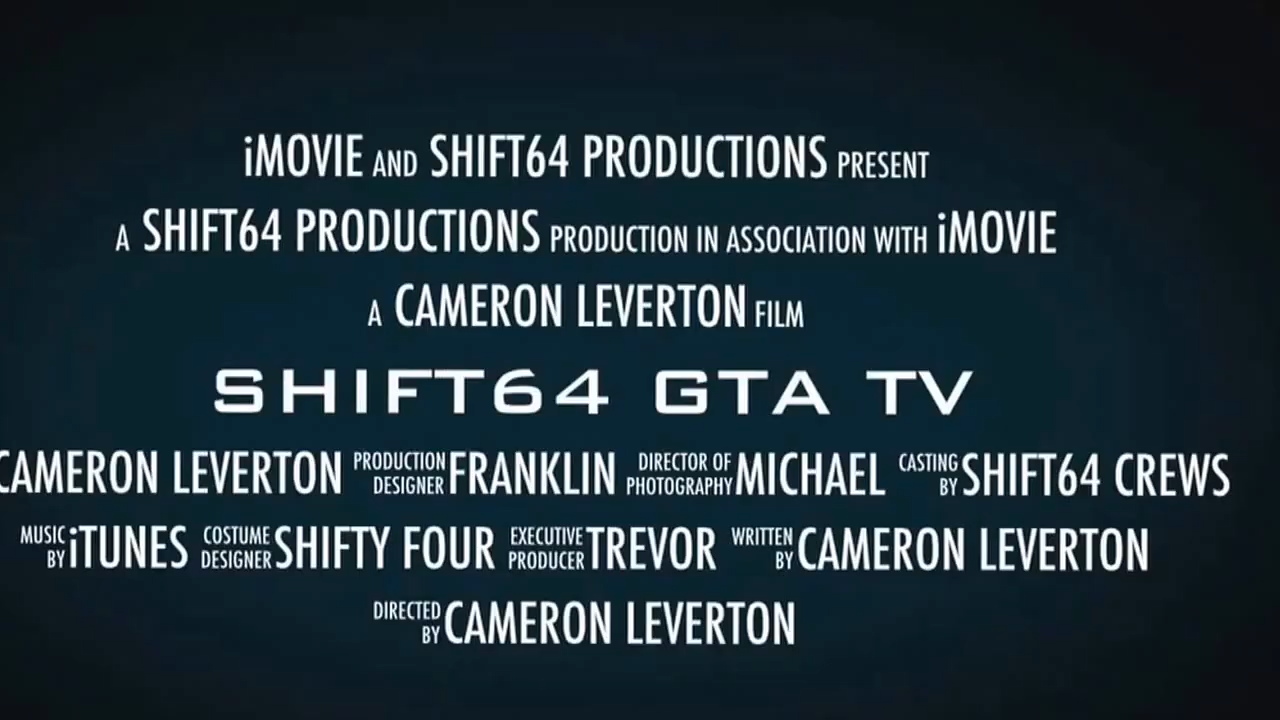 iMOVIE AND SHIFT64 PRODUCTIONS PRESENT
A SHIFT64 PRODUCTIONS PRODUCTION IN ASSOCIATION WITH iMOVIE
A CAMERON LEVERTON FILM
SHIFT64 GTA TV
CAMERON LEVERTON PRODUCTION DESIGNER FRANKLIN DIRECTOR OF PHOTOGRAPHY MICHAEL CASTING BY SHIFT64 CREWS
MUSIC BY iTUNES COSTUME DESIGNER SHIFTY FOUR EXECUTIVE PRODUCER TREVOR WRITTEN BY CAMERON LEVERTON
DIRECTED BY CAMERON LEVERTON